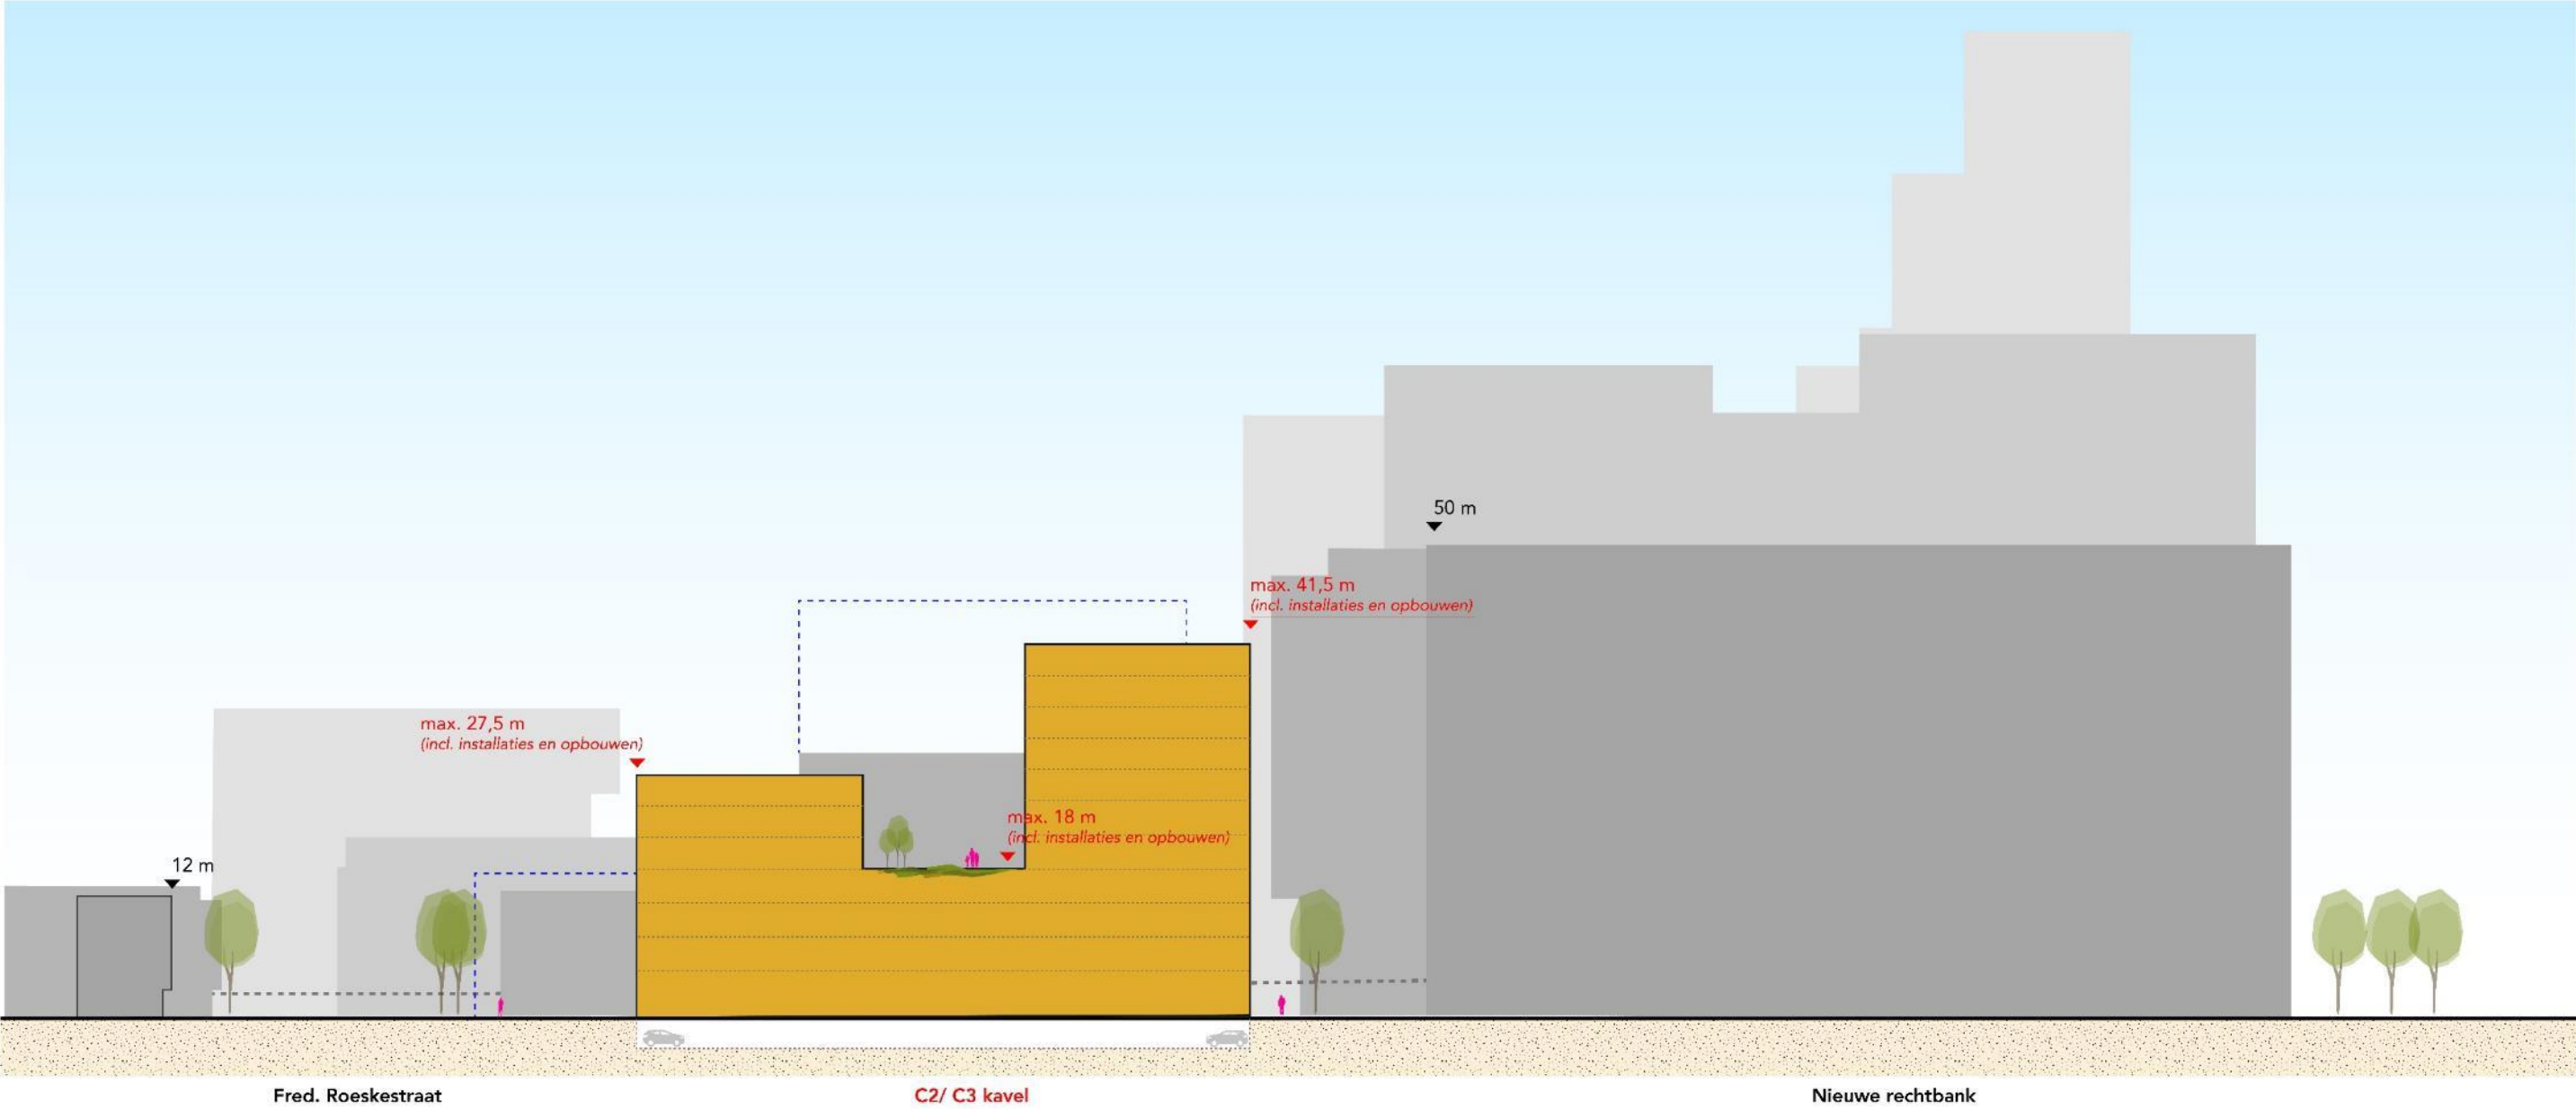 50 m
max. 41,5 m
(incl. installaties en opbouwen)
max. 27,5 m
(incl. installaties en opbouwen)
max. 18 m
(incl. installaties en opbouwen)
12 m
Fred. Roeskestraat
C2/ C3 kavel
Nieuwe rechtbank